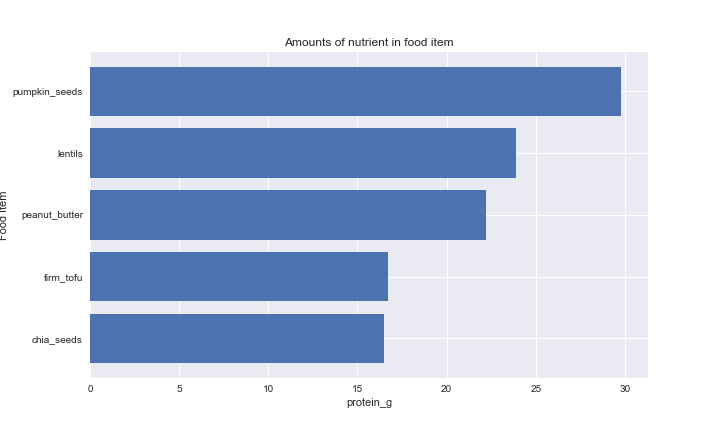 Amounts of nutrient in food item
pumpkin_seeds
lentils
peanut_butter
firm_tofu
chia_seeds
Food item
0 5 10 15 20 25 30
protein_g